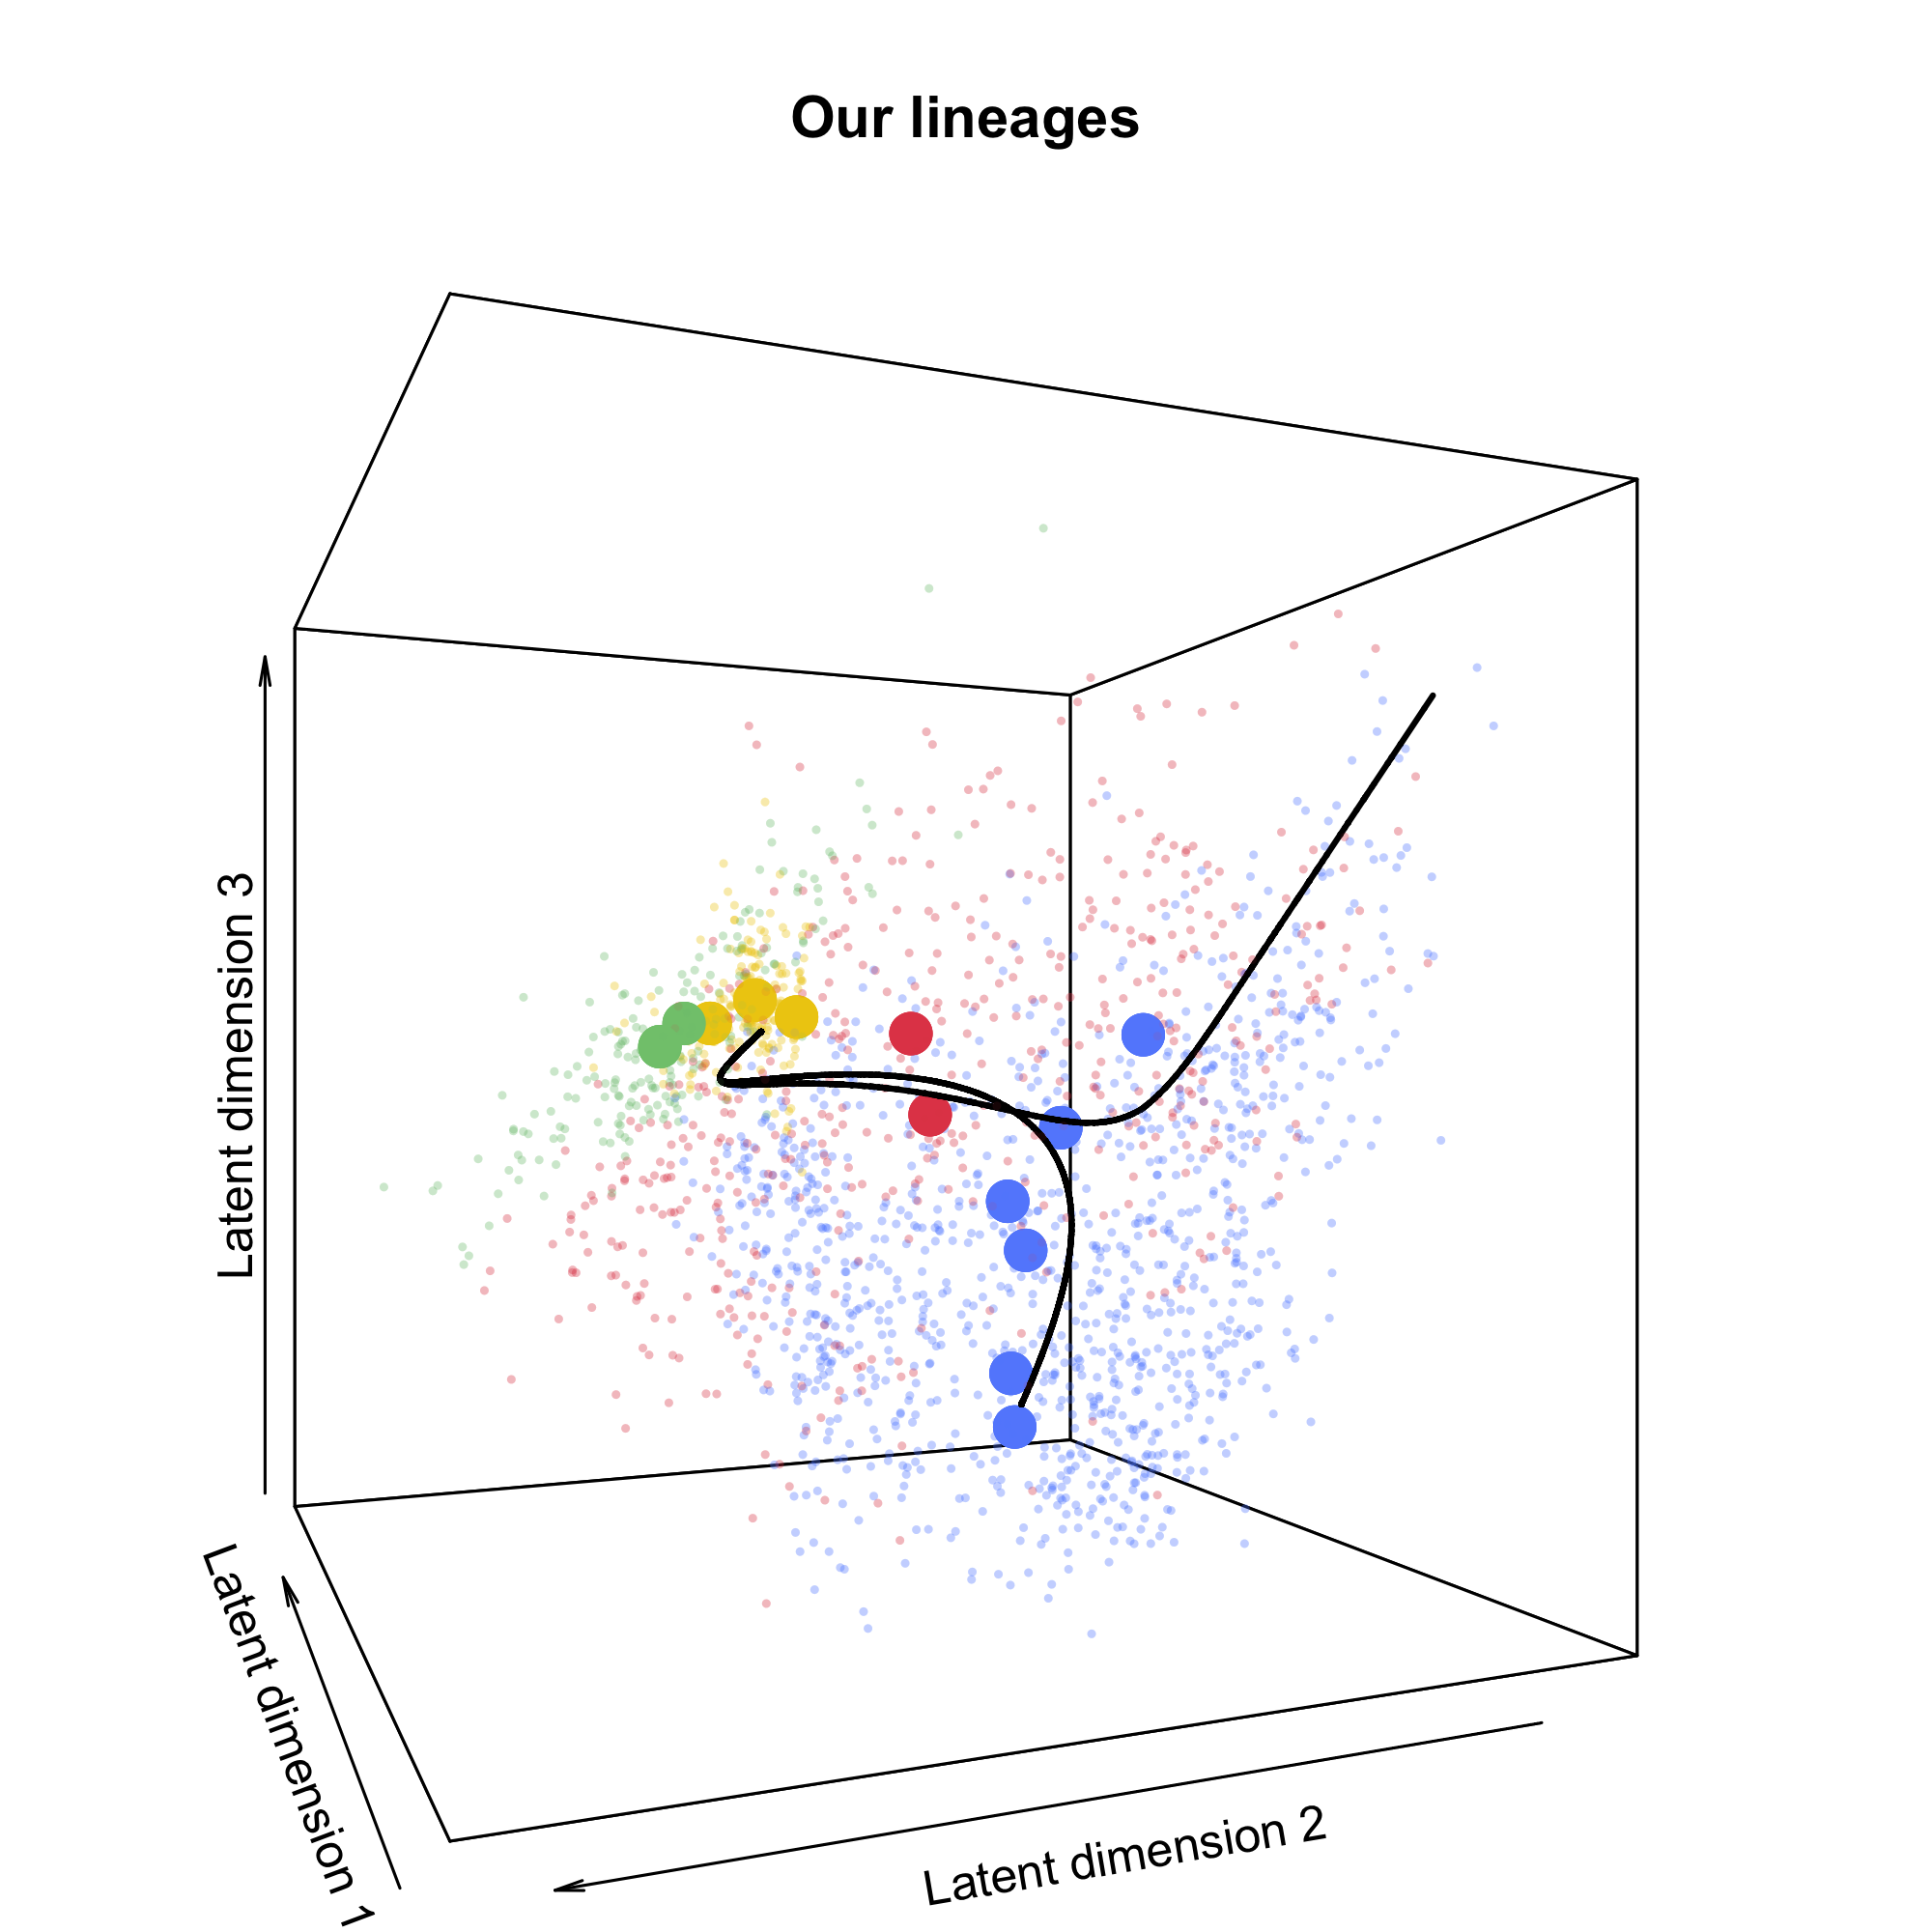 Our lineages
Latent dimension 3
Latent dimension 1
Latent dimension 2